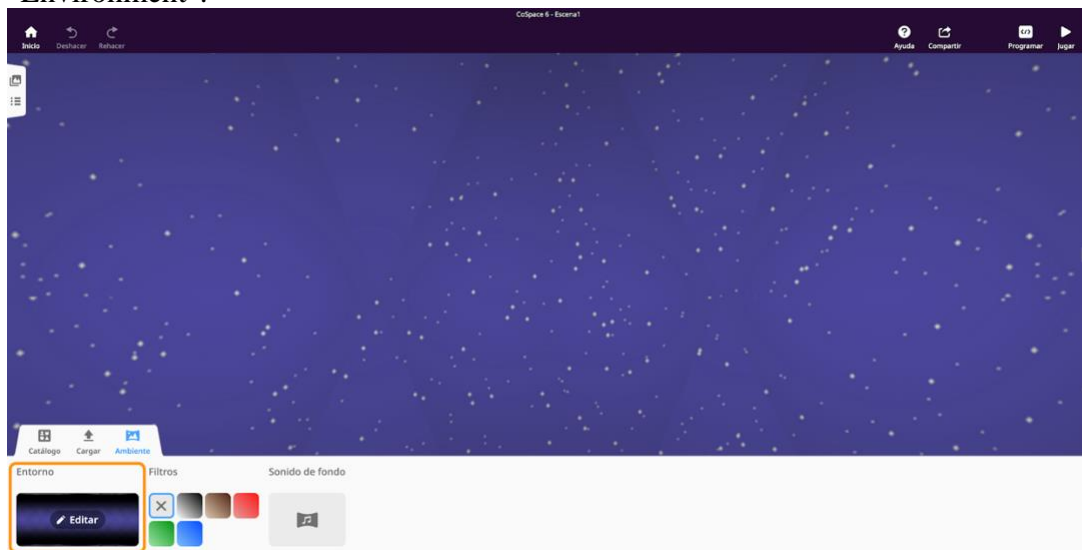 Environment".
CoSpace 6 - Escena1
Inicio Deshacer Rehacer
Ayuda Compartir Programar Jugar
Catálogo Cargar Ambiente
Entorno Filtros Sonido de fondo
Editar